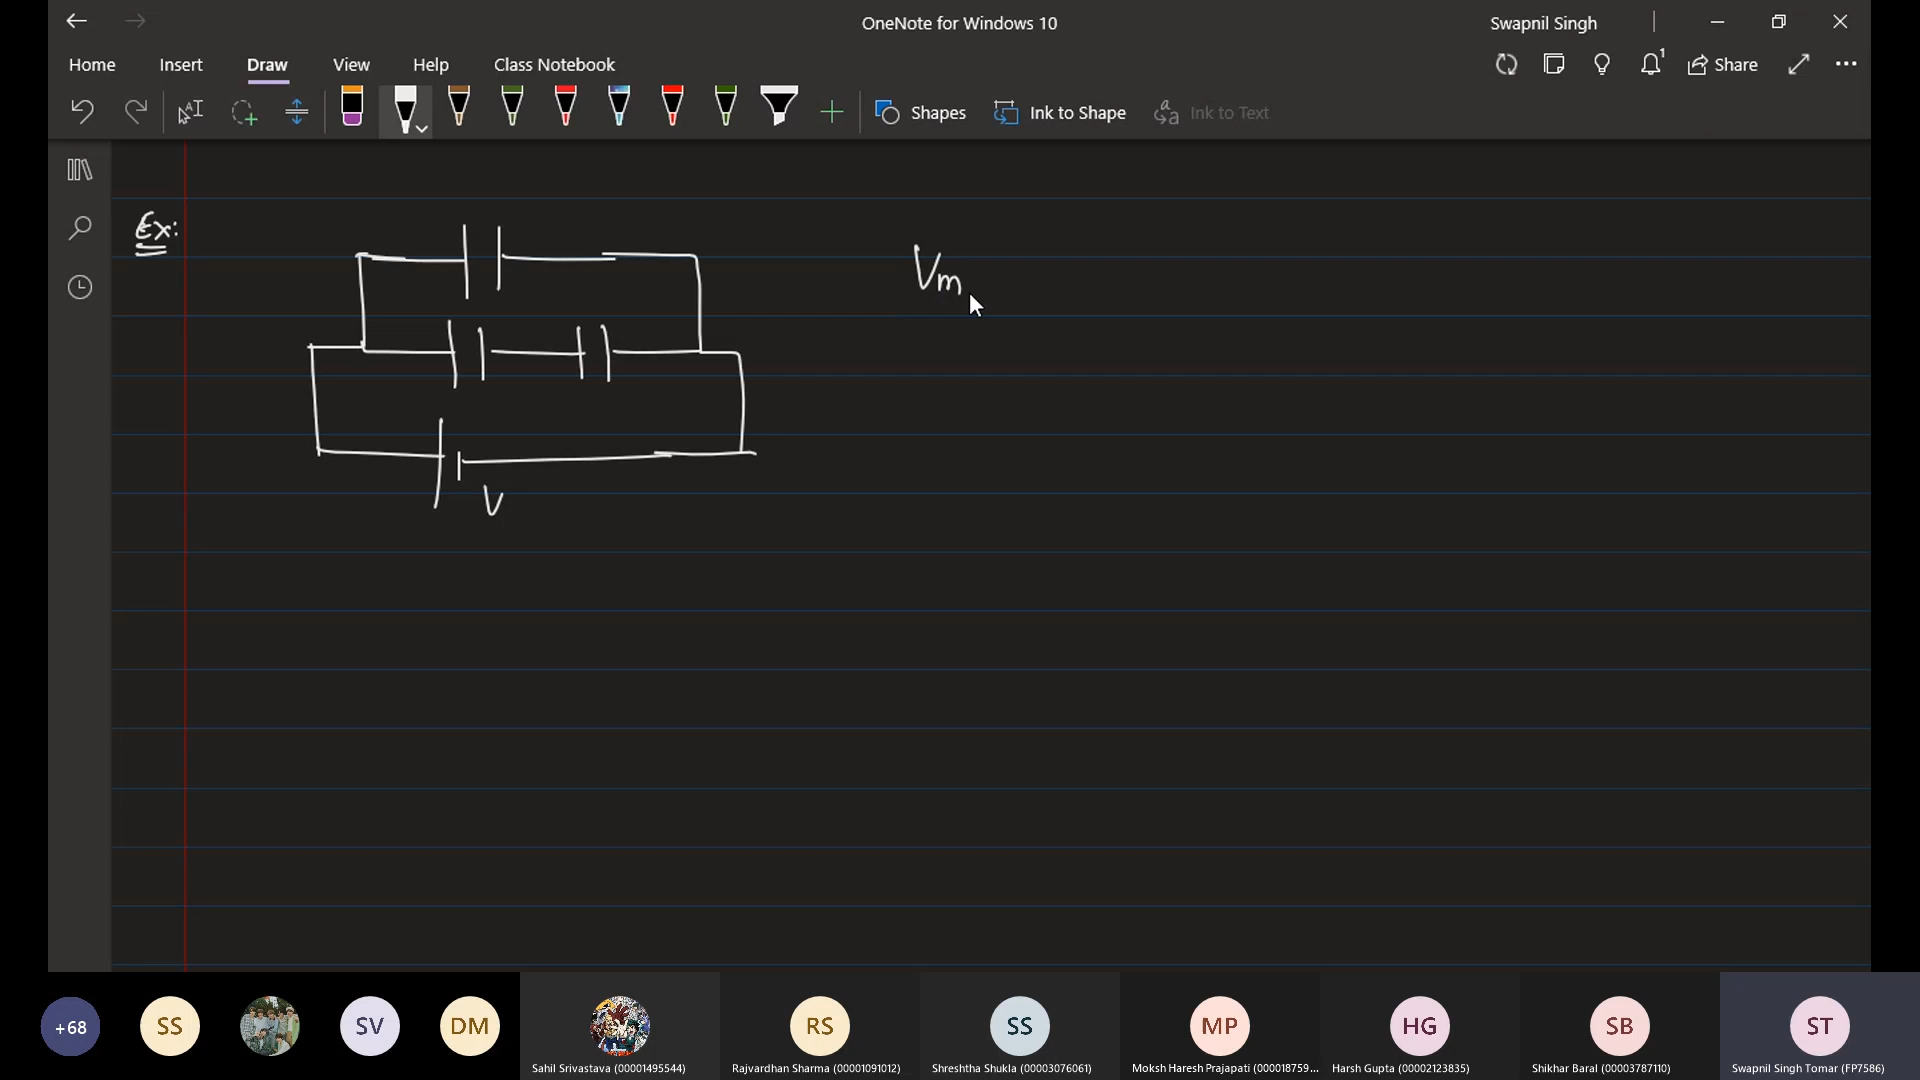 OneNote for Windows 10
Swapnil Singh
Home Insert Draw View Help Class Notebook
1
Share
Shapes Ink to Shape Ink to Text
Ex:
Vm
V
+68 SS SV DM RS SS MP HG SB ST
Sahil Srivastava (00001495544) Rajvardhan Sharma (00001091012) Shreshtha Shukla (00003076061) Moksh Haresh Prajapati (000018759... Harsh Gupta (00002123835) Shikhar Baral (00003787110) Swapnil Singh Tomar (FP7586)